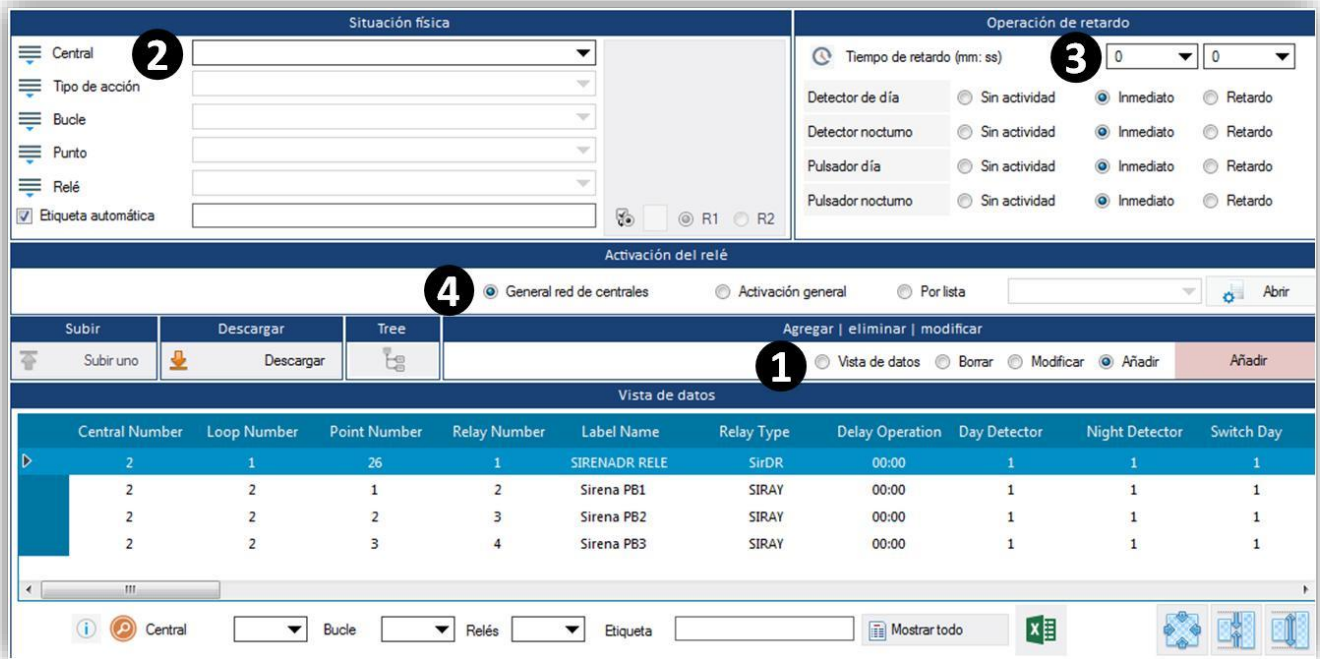 Situación física
Operación de retardo
Central
2
Tiempo de retardo (mm: ss)
3
0
0
Tipo de acción
Detector de día
Sin actividad
Inmediato
Retardo
Bucle
Detector nocturno
Sin actividad
Inmediato
Retardo
Punto
Pulsador día
Sin actividad
Inmediato
Retardo
Relé
Pulsador nocturno
Sin actividad
Inmediato
Retardo
Etiqueta automática
R1
R2
Activación del relé
4
General red de centrales
Activación general
Por lista
Abrir
Subir
Descargar
Tree
Agregar | eliminar | modificar
Subir uno
Descargar
1
Vista de datos
Borrar
Modificar
Añadir
Añadir
Vista de datos
Central Number Loop Number Point Number Relay Number Label Name Relay Type Delay Operation Day Detector Night Detector Switch Day
2 1 26 1 SIRENADR RELE SirDR 00:00 1 1 1
2 2 1 2 Sirena PB1 SIRAY 00:00 1 1 1
2 2 2 3 Sirena PB2 SIRAY 00:00 1 1 1
2 2 3 4 Sirena PB3 SIRAY 00:00 1 1 1
Central
Bucle
Relés
Etiqueta
Mostrar todo